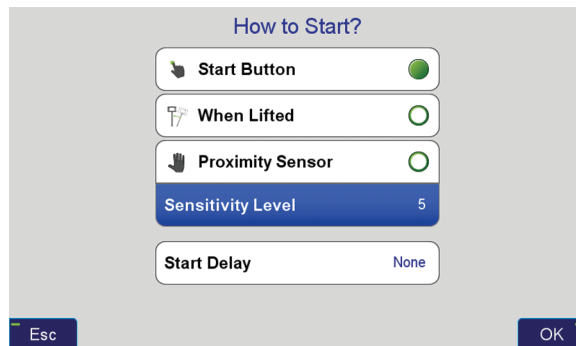 How to Start?
Start Button
When Lifted
Proximity Sensor
Sensitivity Level 5
Start Delay None
Esc OK